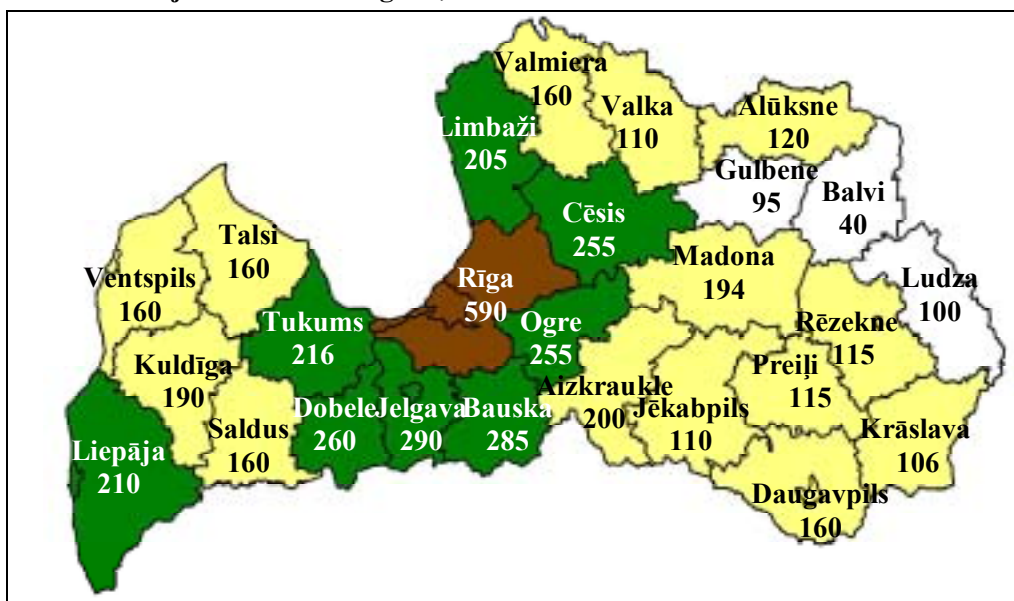 Valmiera
160
Valka
110
Alūksne
120
Limbaži
205
Gulbene
95
Balvi
40
Cēsis
255
Talsi
160
Madona
194
Ventspils
160
Rīga
590
Ludza
100
Tukums
216
Ogre
255
Rēzekne
115
Kuldīga
190
Preiļi
115
Aizkraukle
200
Dobele
260
Jelgava
290
Bauska
285
Jēkabpils
110
Saldus
160
Krāslava
106
Liepāja
210
Daugavpils
160